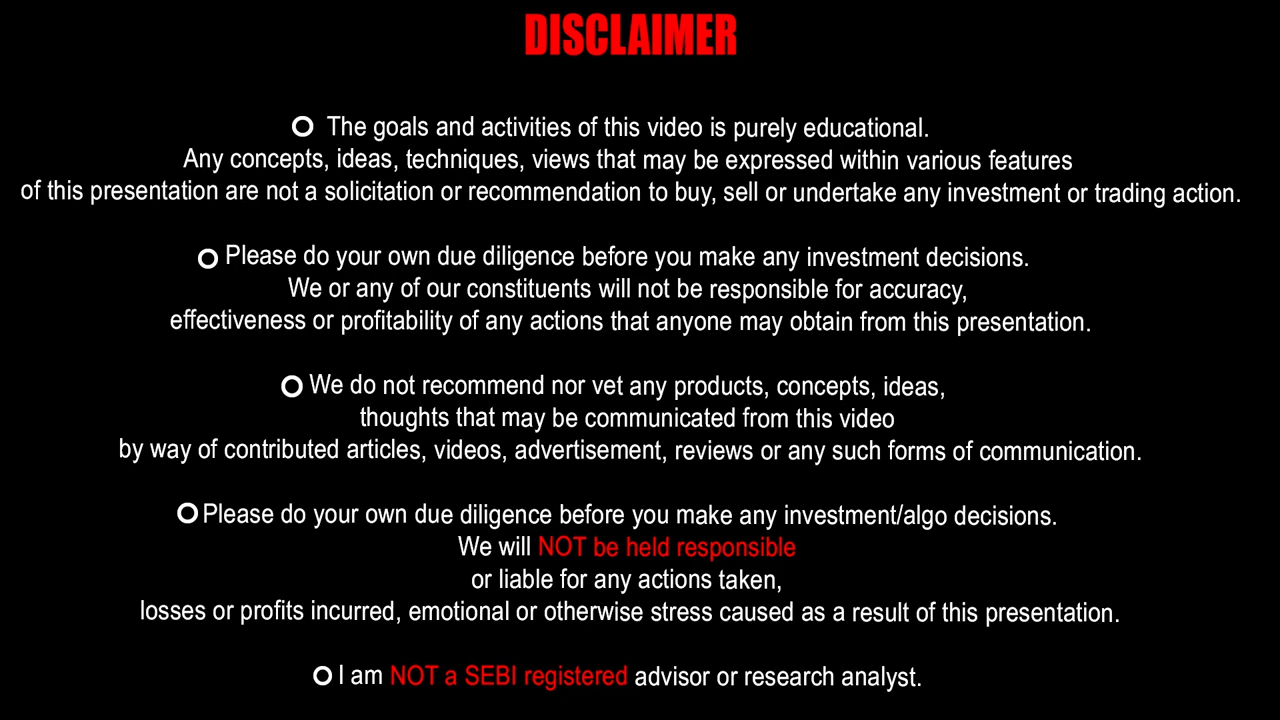 DISCLAIMER
The goals and activities of this video is purely educational.
Any concepts, ideas, techniques, views that may be expressed within various features
of this presentation are not a solicitation or recommendation to buy, sell or undertake any investment or trading action.
Please do your own due diligence before you make any investment decisions.
We or any of our constituents will not be responsible for accuracy,
effectiveness or profitability of any actions that anyone may obtain from this presentation.
We do not recommend nor vet any products, concepts, ideas,
thoughts that may be communicated from this video
by way of contributed articles, videos, advertisement, reviews or any such forms of communication.
Please do your own due diligence before you make any investment/algo decisions.
We will NOT be held responsible
or liable for any actions taken,
losses or profits incurred, emotional or otherwise stress caused as a result of this presentation.
I am NOT a SEBI registered advisor or research analyst.